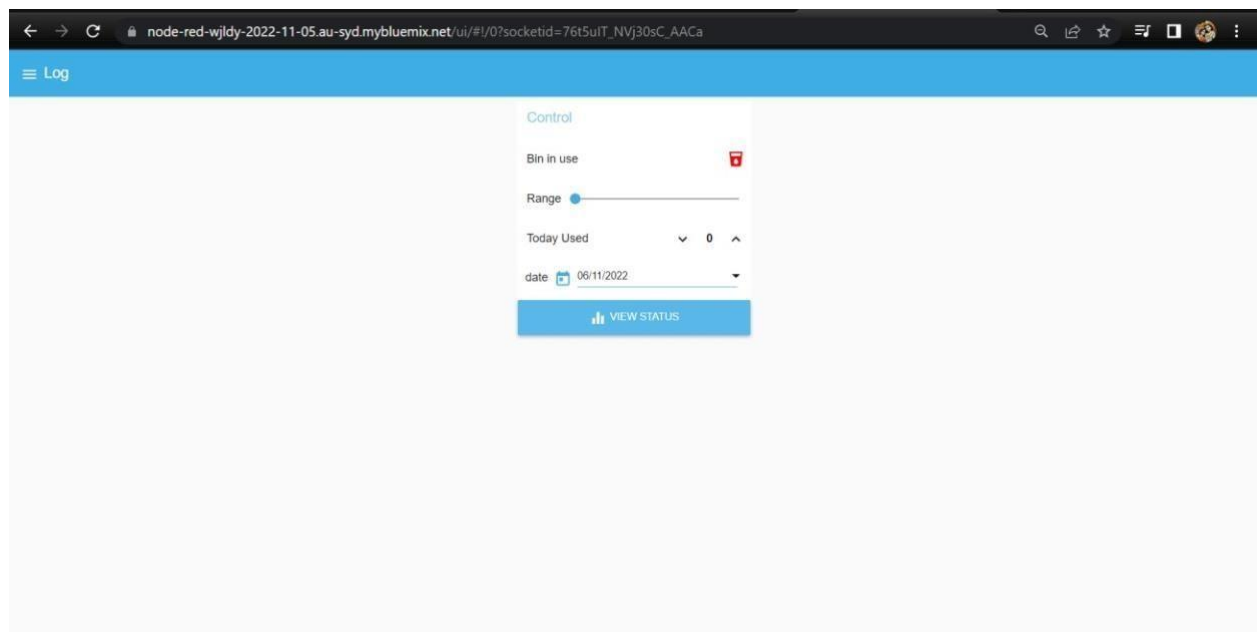 node-red-wjldy-2022-11-05.au-syd.mybluemix.net/ui/#!/0?socketid=76t5uIT_NVj30sC_AACa
Log
Control
Bin in use
Range
Today Used 0
date 06/11/2022
VIEW STATUS